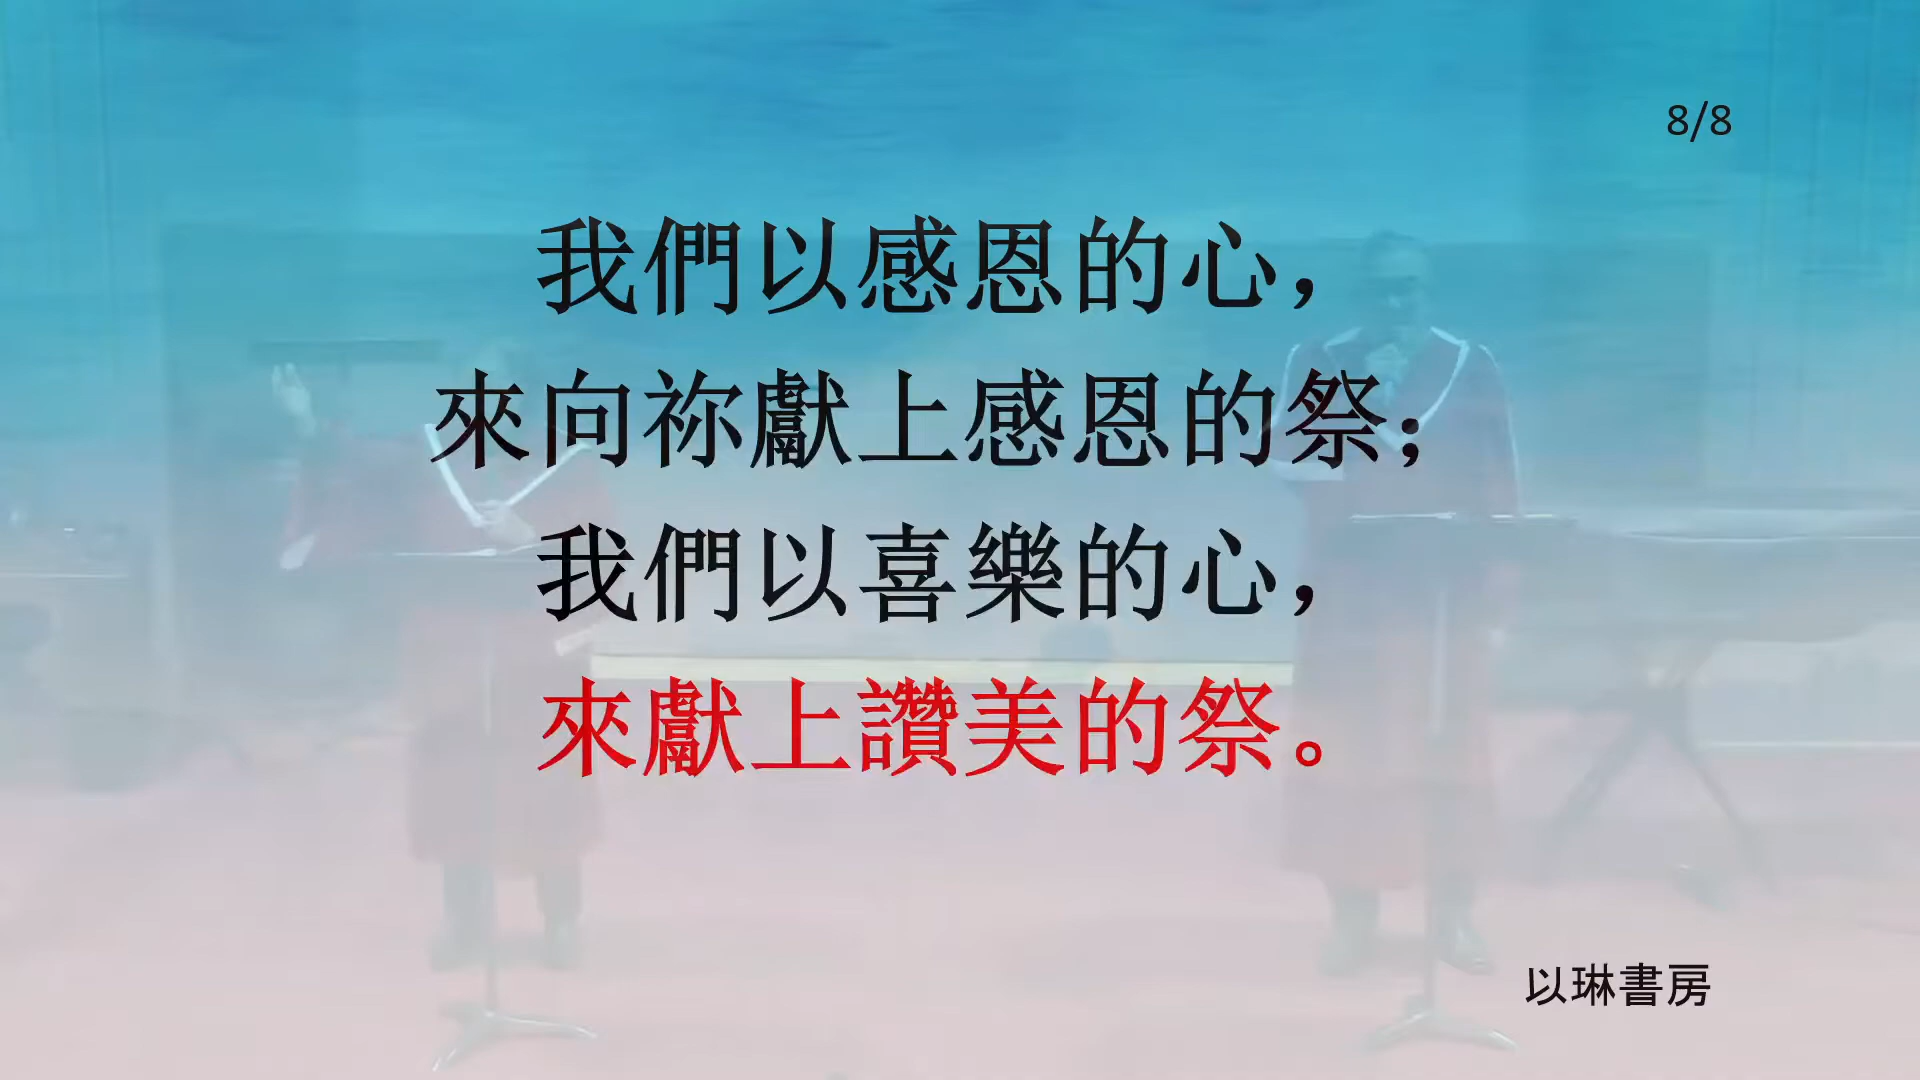 8/8
我們以感恩的心，
來向祢獻上感恩的祭；
我們以喜樂的心，
來獻上讚美的祭。
以琳書房